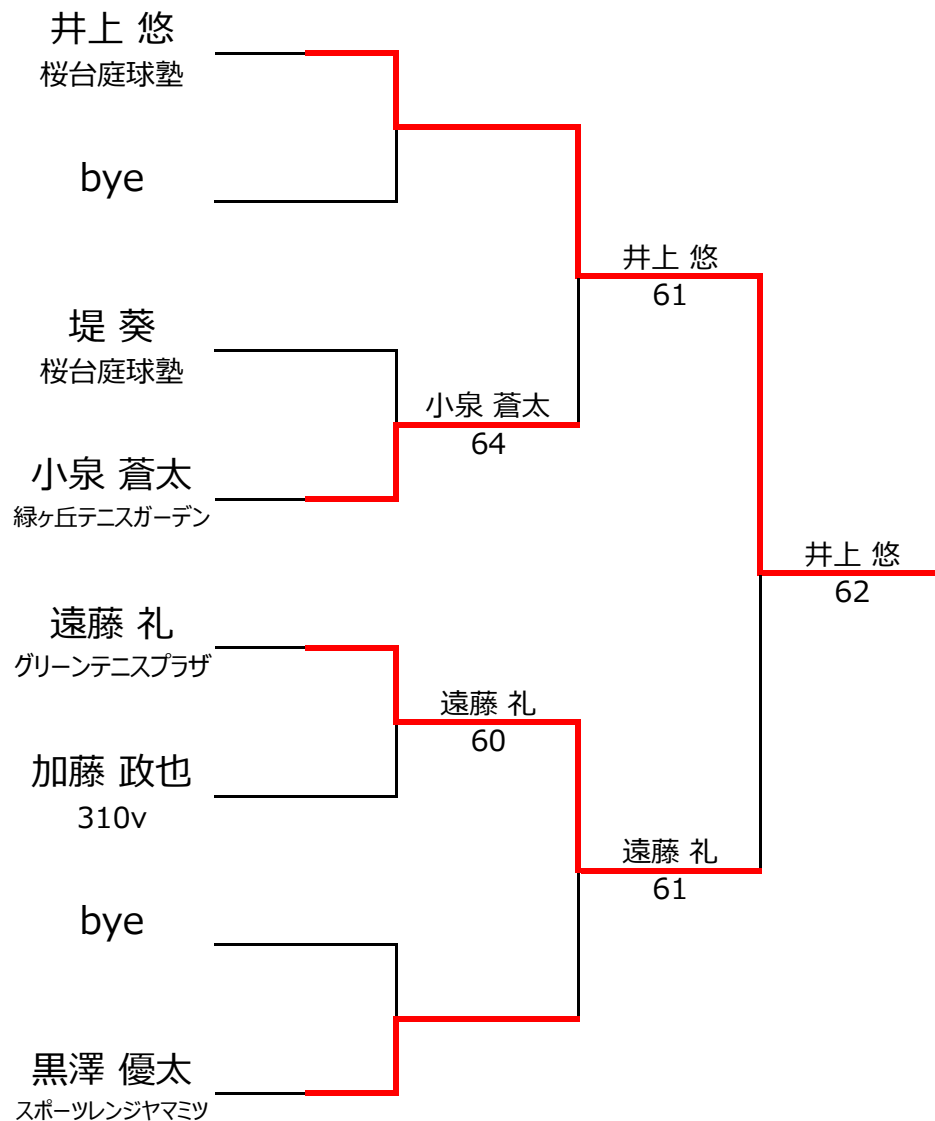 井上 悠
桜台庭球塾
bye
堤 葵
桜台庭球塾
小泉 蒼太
緑ヶ丘テニスガーデン
遠藤 礼
グリーンテニスプラザ
加藤 政也
310v
bye
黒澤 優太
スポーツレンジヤマミツ
小泉 蒼太
64
遠藤 礼
60
井上 悠
61
遠藤 礼
61
井上 悠
62